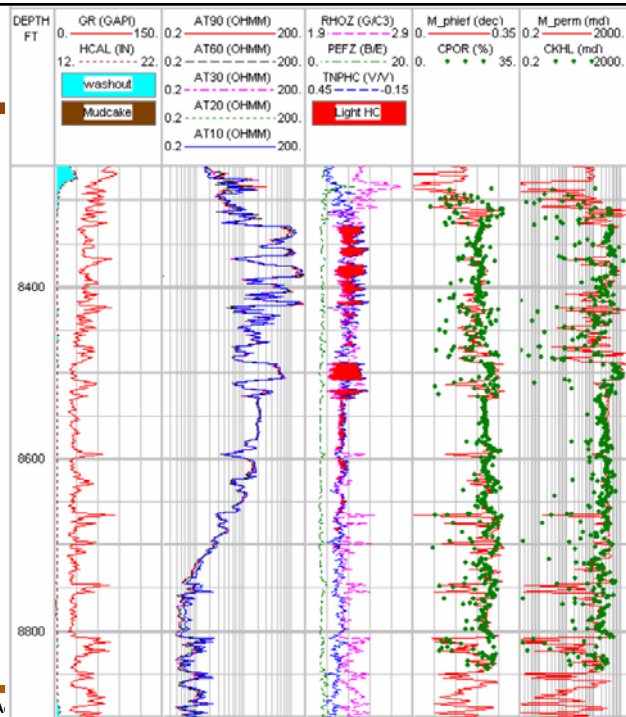 DEPTH FT
GR (GAPI)
0. 150.
HCAL (IN)
12. 22.
washout
Mudcake
AT90 (OHMM)
0.2 200.
AT60 (OHMM)
0.2 200.
AT30 (OHMM)
0.2 200.
AT20 (OHMM)
0.2 200.
AT10 (OHMM)
0.2 200.
RHOZ (G/C3)
1.9 2.9
PEFZ (B/E)
0. 20.
TNPHC (V/V)
0.45 -0.15
Light HC
M_phief (dec)
0. 0.35
CPOR (%)
0. 35.
M_perm (md)
0.2 2000.
CKHL (md)
0.2 2000.
8400
8600
8800